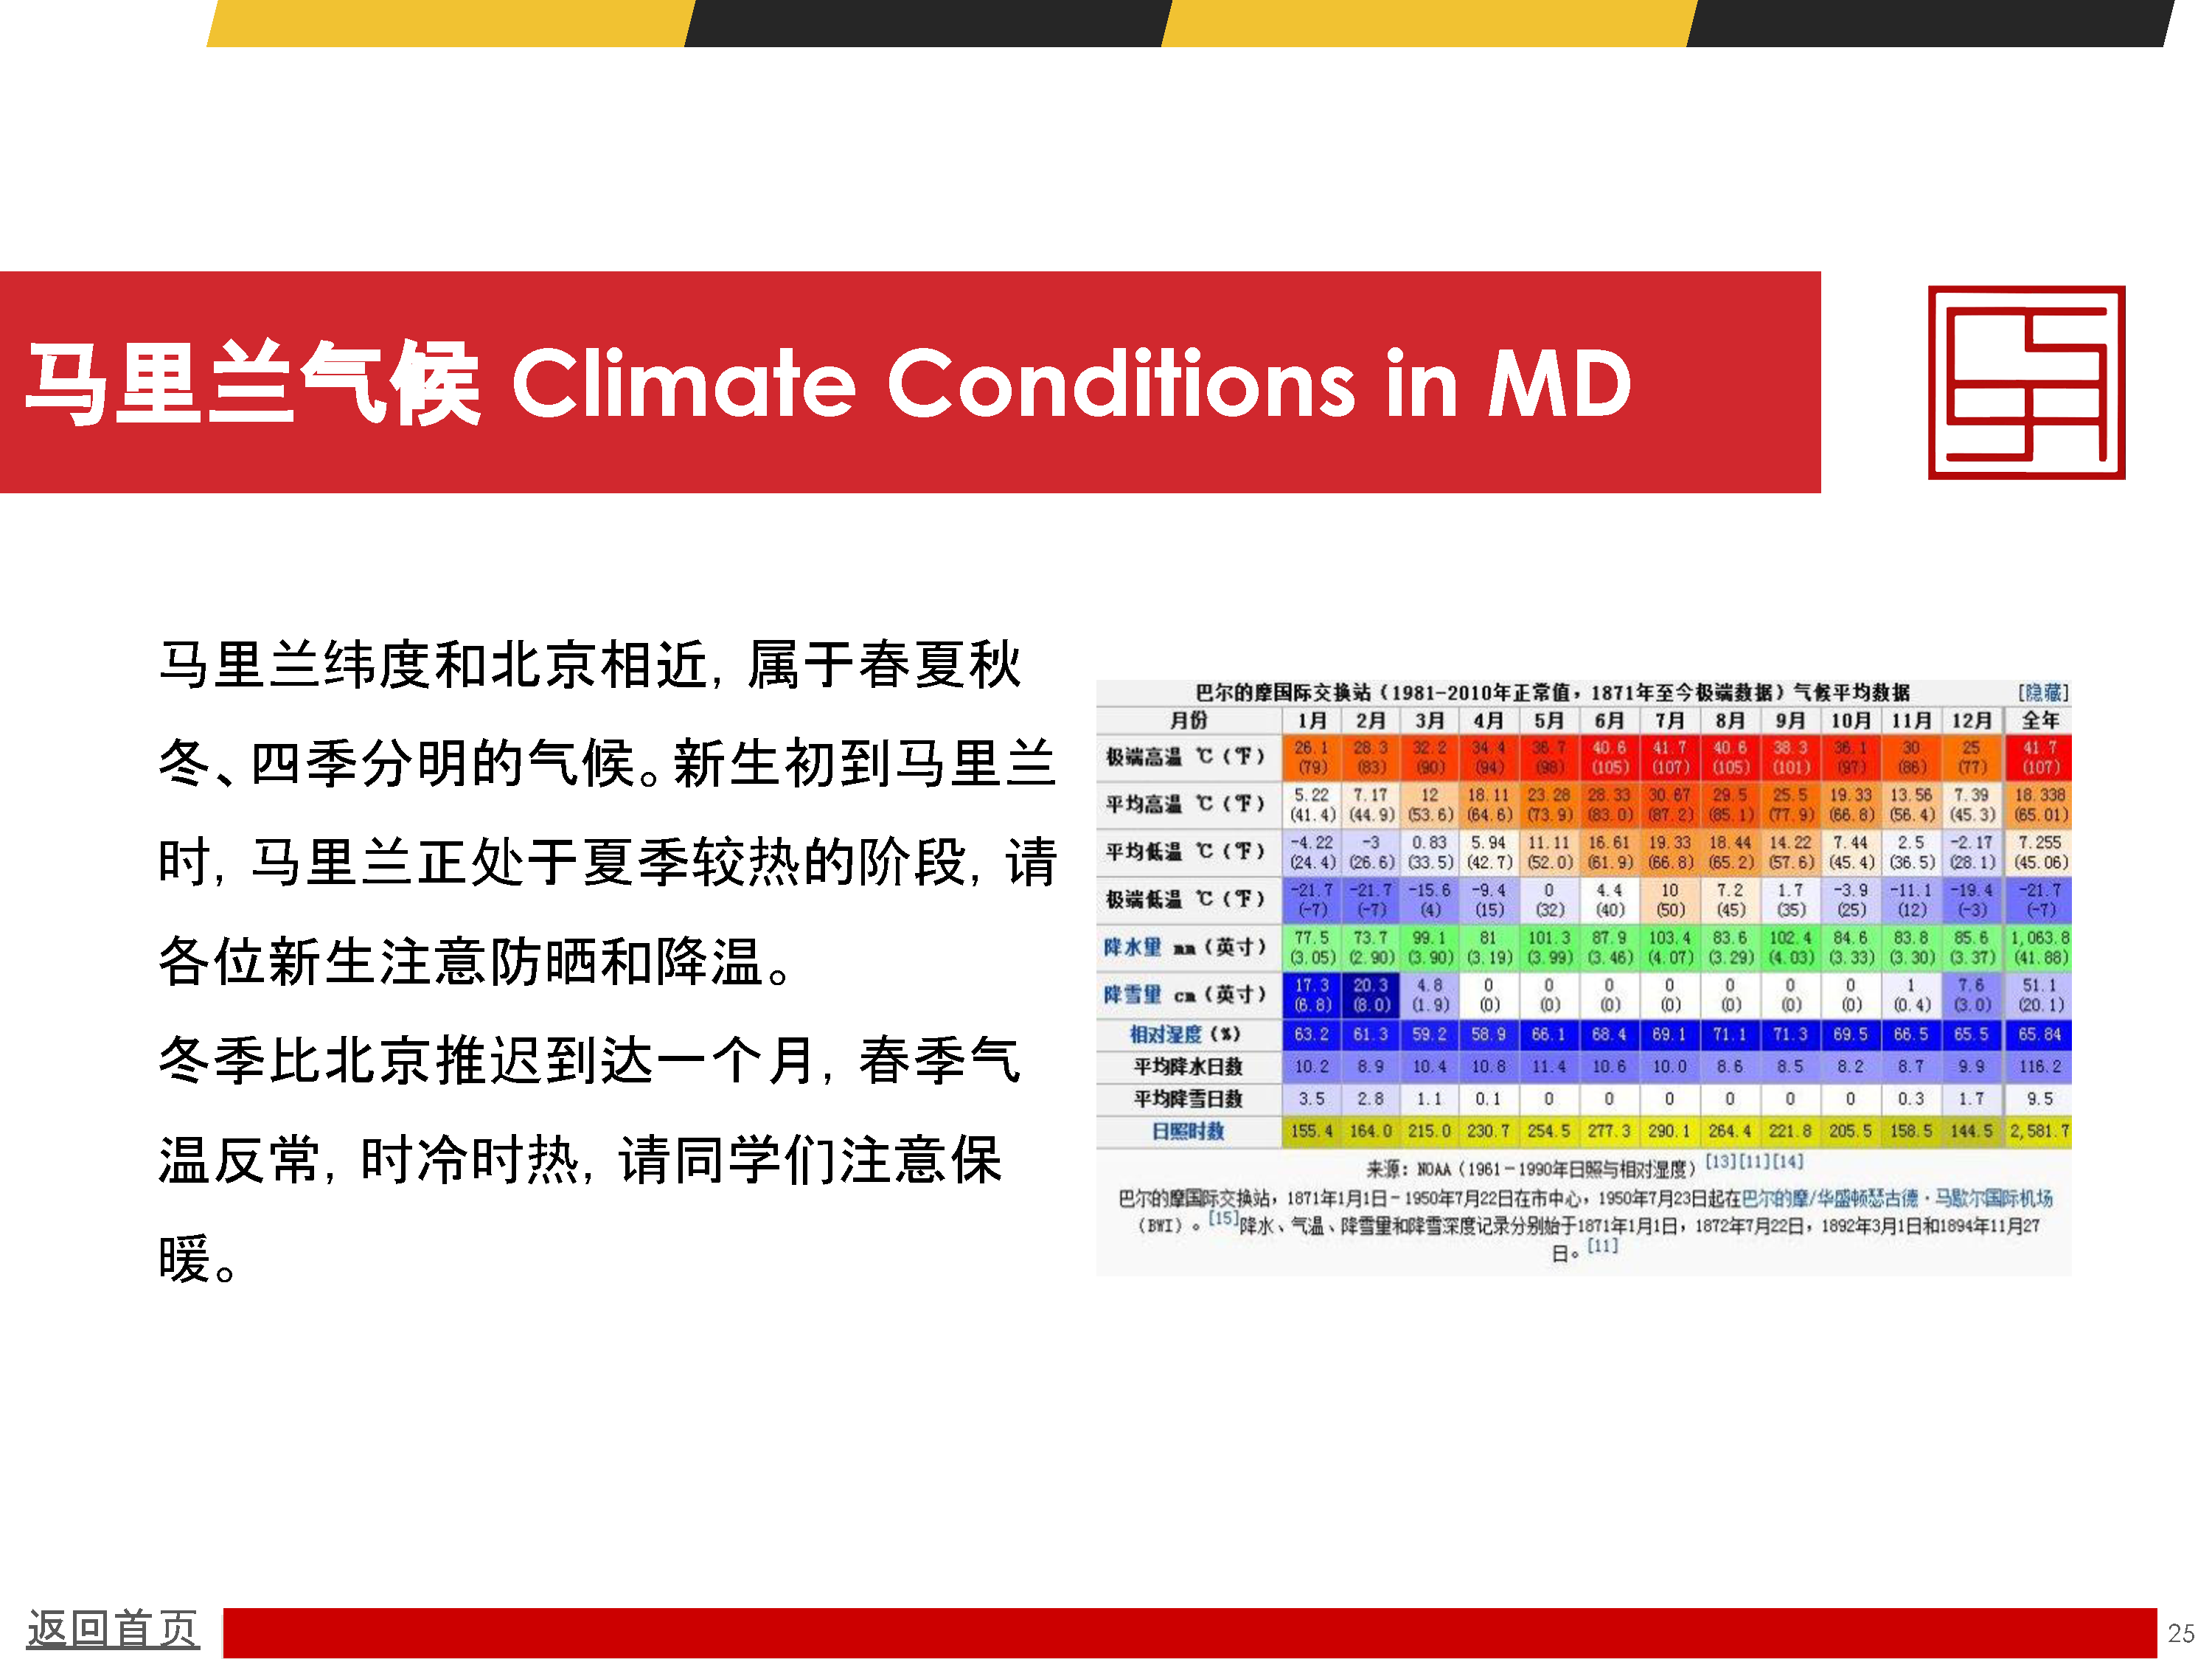 马里兰气候 Climate Conditions in MD
马里兰纬度和北京相近，属于春夏秋
冬、四季分明的气候。新生初到马里兰
时，马里兰正处于夏季较热的阶段，请
各位新生注意防晒和降温。
冬季比北京推迟到达一个月，春季气
温反常，时冷时热，请同学们注意保
暖。
巴尔的摩国际交换站（1981-2010年正常值，1871年至今极端数据）气候平均数据 [隐藏]
月份 1月 2月 3月 4月 5月 6月 7月 8月 9月 10月 11月 12月 全年
极端高温 ℃（℉） 26.1 28.3 32.2 34.4 36.7 40.6 41.7 40.6 38.3 36.1 30 25 41.7
(79) (83) (90) (94) (98) (105) (107) (105) (101) (97) (86) (77) (107)
平均高温 ℃（℉） 5.22 7.17 12 18.11 23.28 28.33 30.67 29.5 25.5 19.33 13.56 7.39 18.338
(41.4) (44.9) (53.6) (64.6) (73.9) (83.0) (87.2) (85.1) (77.9) (66.8) (56.4) (45.3) (65.01)
平均低温 ℃（℉） -4.22 -3 0.83 5.94 11.11 16.61 19.33 18.44 14.22 7.44 2.5 -2.17 7.255
(24.4) (26.6) (33.5) (42.7) (52.0) (61.9) (66.8) (65.2) (57.6) (45.4) (36.5) (28.1) (45.06)
极端低温 ℃（℉） -21.7 -21.7 -15.6 -9.4 0 4.4 10 7.2 1.7 -3.9 -11.1 -19.4 -21.7
(-7) (-7) (4) (15) (32) (40) (50) (45) (35) (25) (12) (-3) (-7)
降水量 mm（英寸） 77.5 73.7 99.1 81 101.3 87.9 103.4 83.6 102.4 84.6 83.8 85.6 1,063.8
(3.05) (2.90) (3.90) (3.19) (3.99) (3.46) (4.07) (3.29) (4.03) (3.33) (3.30) (3.37) (41.88)
降雪量 cm（英寸） 17.3 20.3 4.8 0 0 0 0 0 0 0 1 7.6 51.1
(6.8) (8.0) (1.9) (0) (0) (0) (0) (0) (0) (0) (0.4) (3.0) (20.1)
相对湿度（%） 63.2 61.3 59.2 58.9 66.1 68.4 69.1 71.1 71.3 69.5 66.5 65.5 65.84
平均降水日数 10.2 8.9 10.4 10.8 11.4 10.6 10.0 8.6 8.5 8.2 8.7 9.9 116.2
平均降雪日数 3.5 2.8 1.1 0.1 0 0 0 0 0 0 0.3 1.7 9.5
日照时数 155.4 164.0 215.0 230.7 254.5 277.3 290.1 264.4 221.8 205.5 158.5 144.5 2,581.7
来源：NOAA（1961－1990年日照与相对湿度）[13][11][14]
巴尔的摩国际交换站，1871年1月1日－1950年7月22日在市中心，1950年7月23日起在巴尔的摩/华盛顿瑟古德·马歇尔国际机场
（BWI）。[15]降水、气温、降雪量和降雪深度记录分别始于1871年1月1日，1872年7月22日，1892年3月1日和1894年11月27
日。[11]
返回首页
25